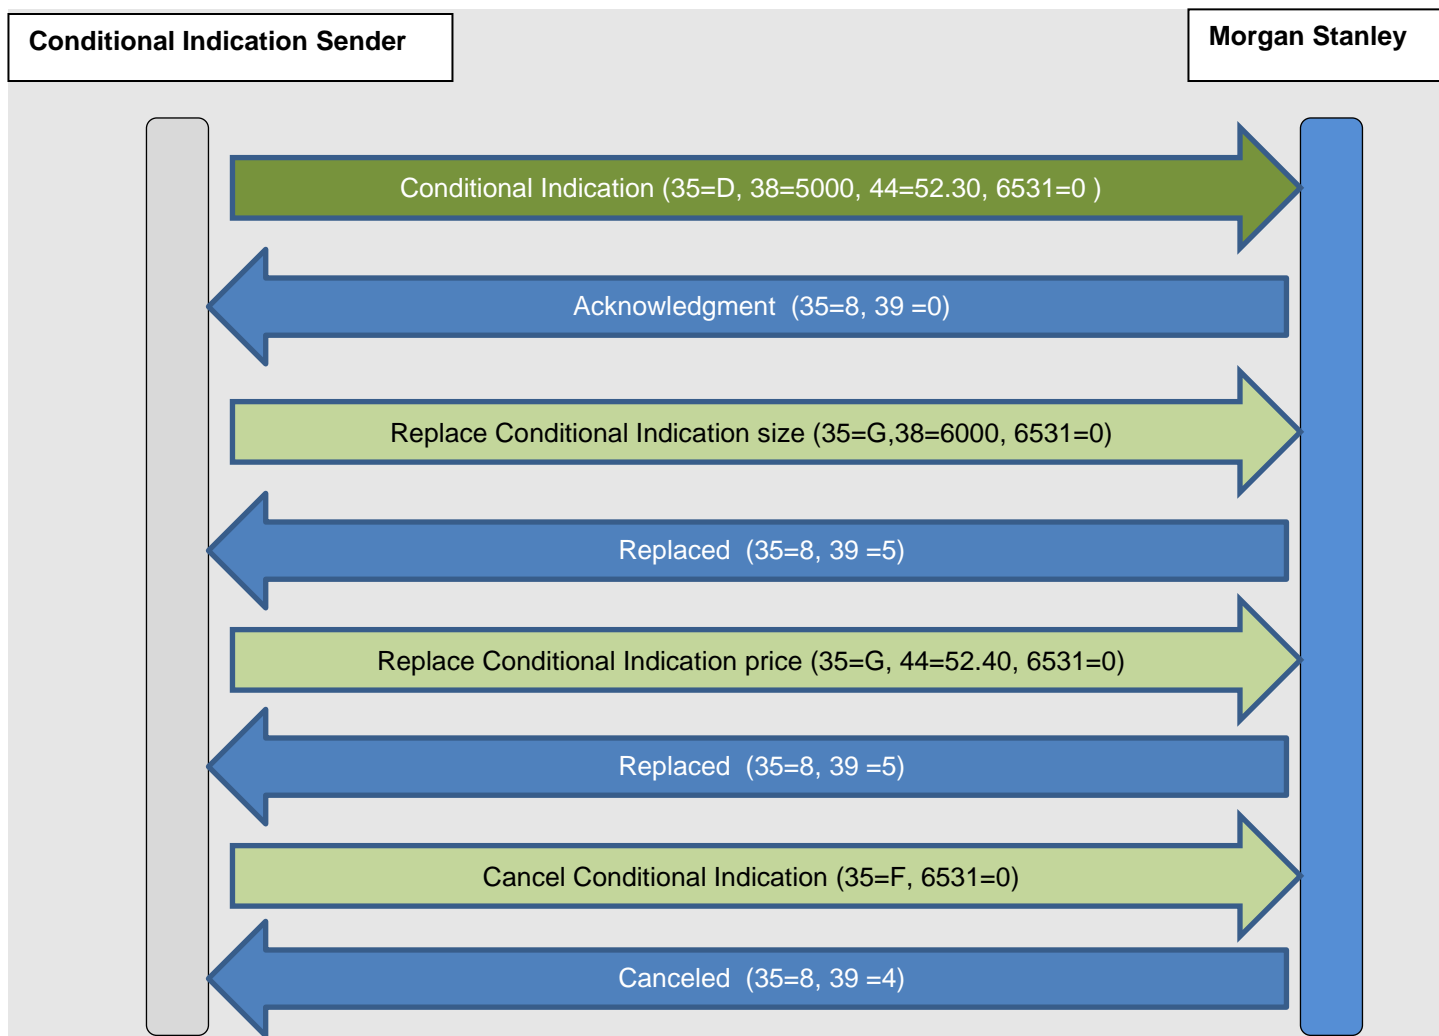 Conditional Indication Sender
Morgan Stanley
Conditional Indication (35=D, 38=5000, 44=52.30, 6531=0 )
Acknowledgment  (35=8, 39 =0)
Replace Conditional Indication size (35=G,38=6000, 6531=0)
Replaced  (35=8, 39 =5)
Replace Conditional Indication price (35=G, 44=52.40, 6531=0)
Replaced  (35=8, 39 =5)
Cancel Conditional Indication (35=F, 6531=0)
Canceled  (35=8, 39 =4)